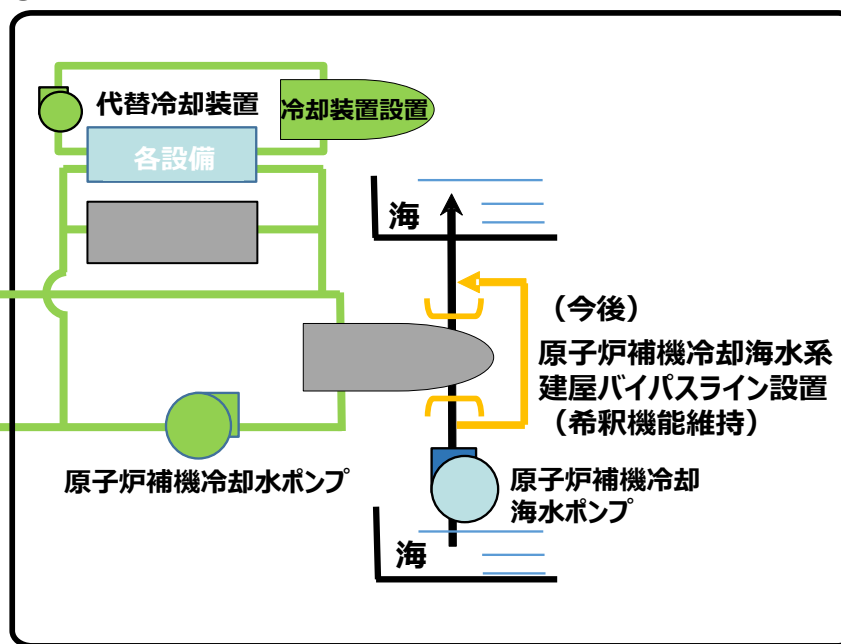 代替冷却装置
冷却装置設置
各設備
海
（今後）
原子炉補機冷却海水系
建屋バイパスライン設置
（希釈機能維持）
原子炉補機冷却水ポンプ
原子炉補機冷却
海水ポンプ
海